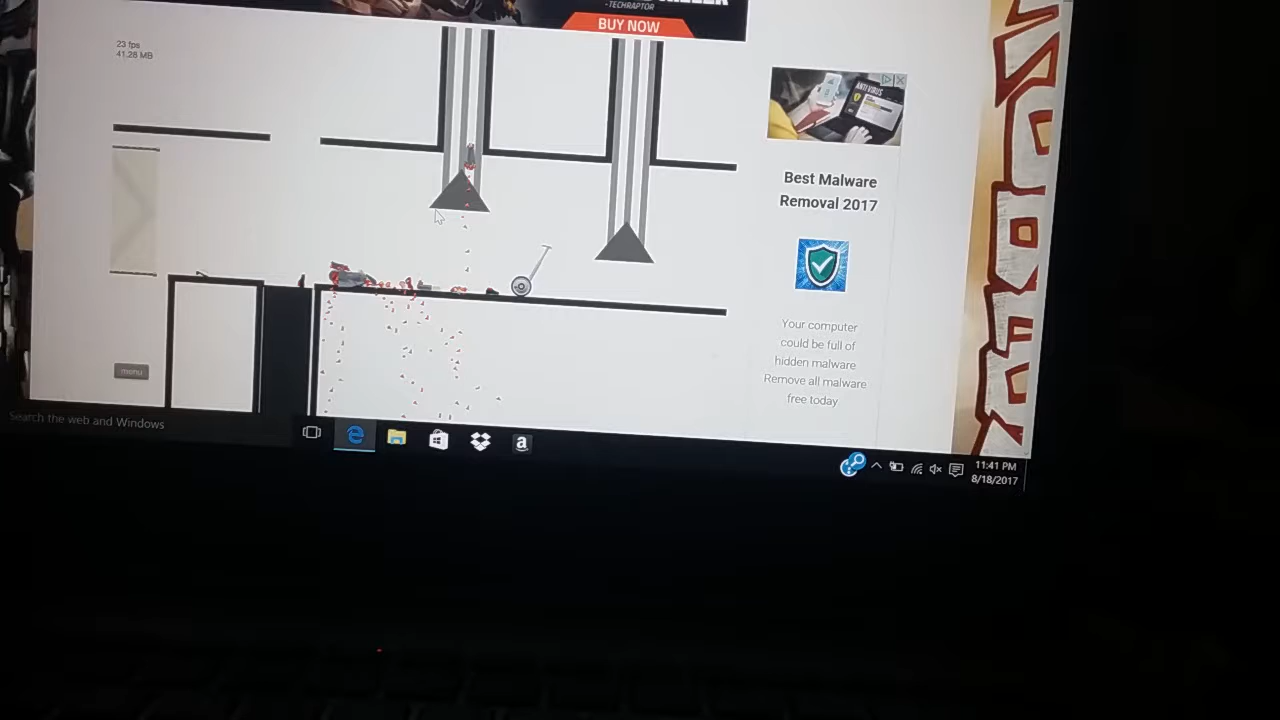 -TECHRAPTOR
BUY NOW
23 fps
41.28 MB
ANTIVIRUS
Best Malware
Removal 2017
Your computer
could be full of
hidden malware
Remove all malware
free today
menu
Search the web and Windows
a
11:41 PM
8/18/2017